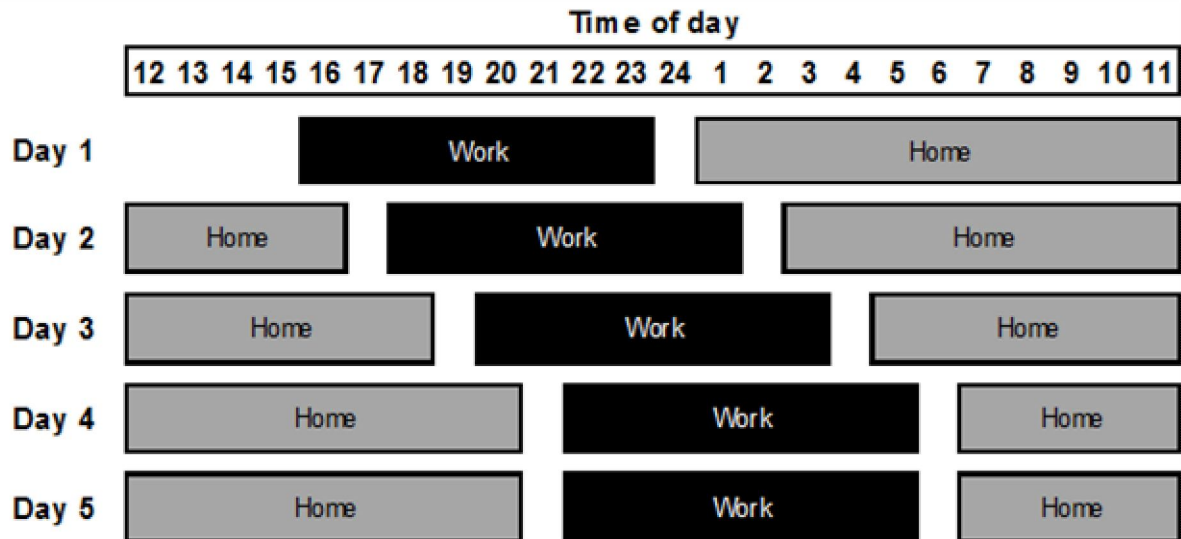 Time of day
12 13 14 15 16 17 18 19 20 21 22 23 24 1 2 3 4 5 6 7 8 9 10 11
Day 1 Work Home
Day 2 Home Work Home
Day 3 Home Work Home
Day 4 Home Work Home
Day 5 Home Work Home